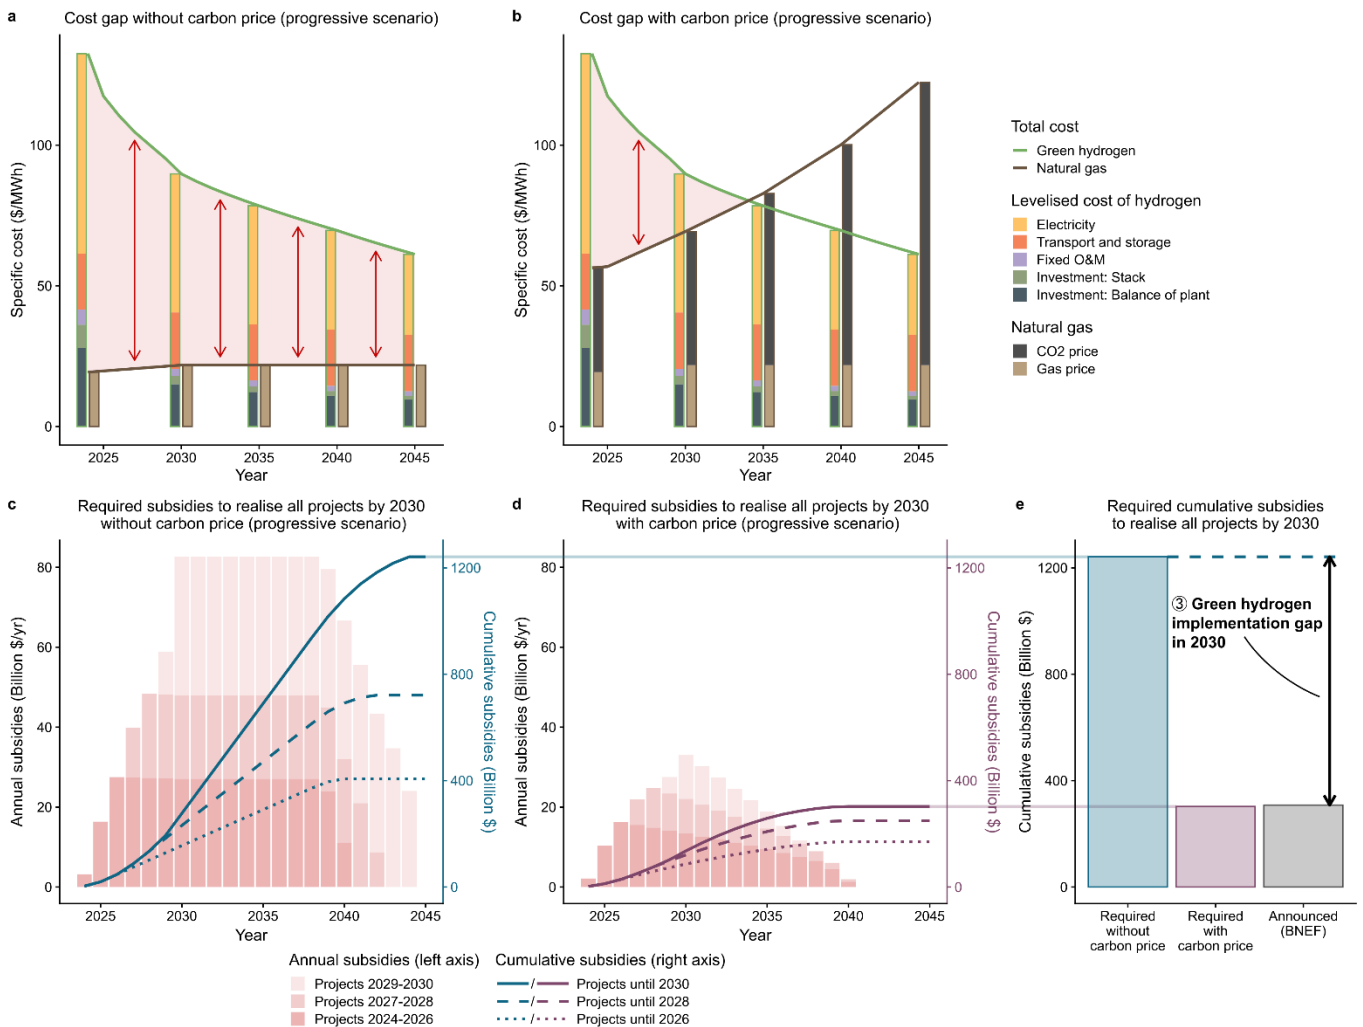 a
Cost gap without carbon price (progressive scenario)
Specific cost ($/MWh)
100
50
0
2025
2030
2035
2040
2045
Year
b
Cost gap with carbon price (progressive scenario)
Specific cost ($/MWh)
100
50
0
2025
2030
2035
2040
2045
Year
Total cost
Green hydrogen
Natural gas
Levelised cost of hydrogen
Electricity
Transport and storage
Fixed O&M
Investment: Stack
Investment: Balance of plant
Natural gas
CO2 price
Gas price
c
Required subsidies to realise all projects by 2030
without carbon price (progressive scenario)
Annual subsidies (Billion $/yr)
80
60
40
20
0
2025
2030
2035
2040
2045
Year
1200
800
400
0
Cumulative subsidies (Billion $)
d
Required subsidies to realise all projects by 2030
with carbon price (progressive scenario)
Annual subsidies (Billion $/yr)
80
60
40
20
0
2025
2030
2035
2040
2045
Year
1200
800
400
0
Cumulative subsidies (Billion $)
e
Required cumulative subsidies
to realise all projects by 2030
Cumulative subsidies (Billion $)
1200
800
400
0
③ Green hydrogen
implementation gap
in 2030
Required
without
carbon price
Required
with
carbon price
Announced
(BNEF)
Annual subsidies (left axis)
Projects 2029-2030
Projects 2027-2028
Projects 2024-2026
Cumulative subsidies (right axis)
/ Projects until 2030
/ Projects until 2028
/ Projects until 2026